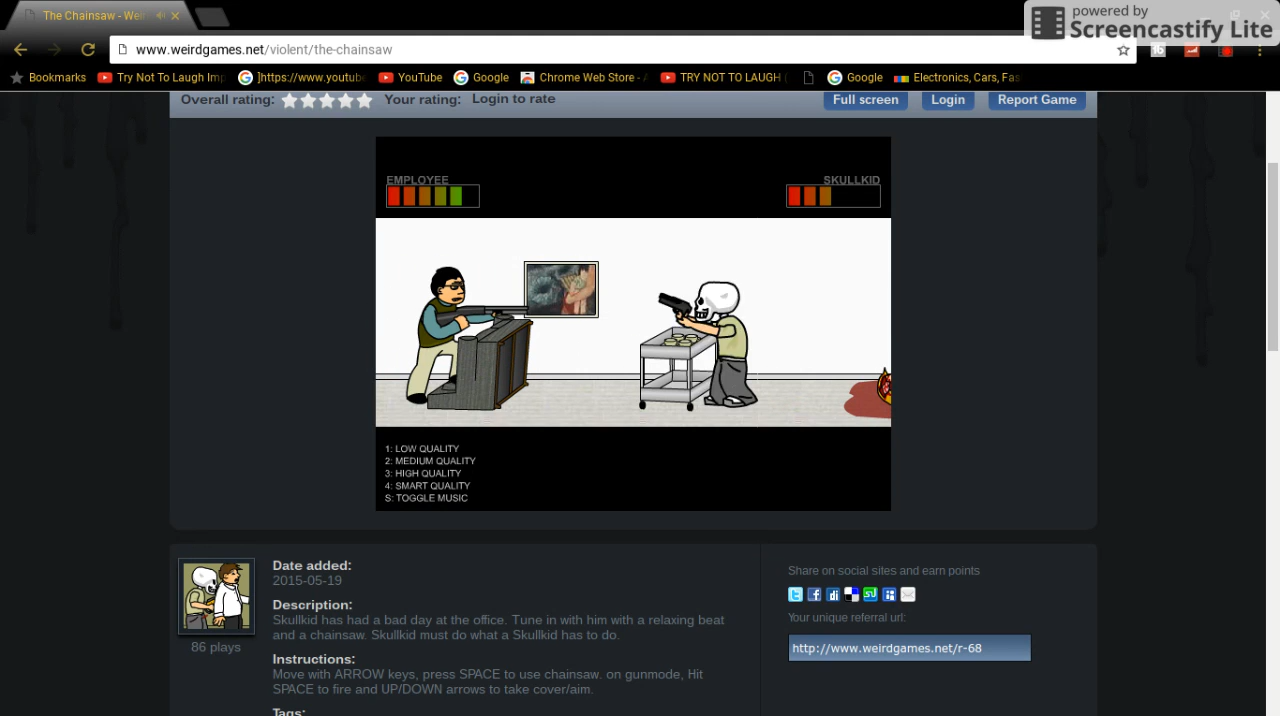 The Chainsaw - Wei
powered by
Screencastify Lite
www.weirdgames.net/violent/the-chainsaw
Bookmarks Try Not To Laugh Imp ]https://www.youtube YouTube Google Chrome Web Store - TRY NOT TO LAUGH ( Google Electronics, Cars, Fas
Overall rating: Your rating: Login to rate Full screen Login Report Game
EMPLOYEE SKULLKID
1: LOW QUALITY
2: MEDIUM QUALITY
3: HIGH QUALITY
4: SMART QUALITY
S: TOGGLE MUSIC
Date added:
2015-05-19
Description:
Skullkid has had a bad day at the office. Tune in with him with a relaxing beat
and a chainsaw. Skullkid must do what a Skullkid has to do.
86 plays
Instructions:
Move with ARROW keys, press SPACE to use chainsaw. on gunmode, Hit
SPACE to fire and UP/DOWN arrows to take cover/aim.
Tags:
Share on social sites and earn points
Your unique referral url:
http://www.weirdgames.net/r-68